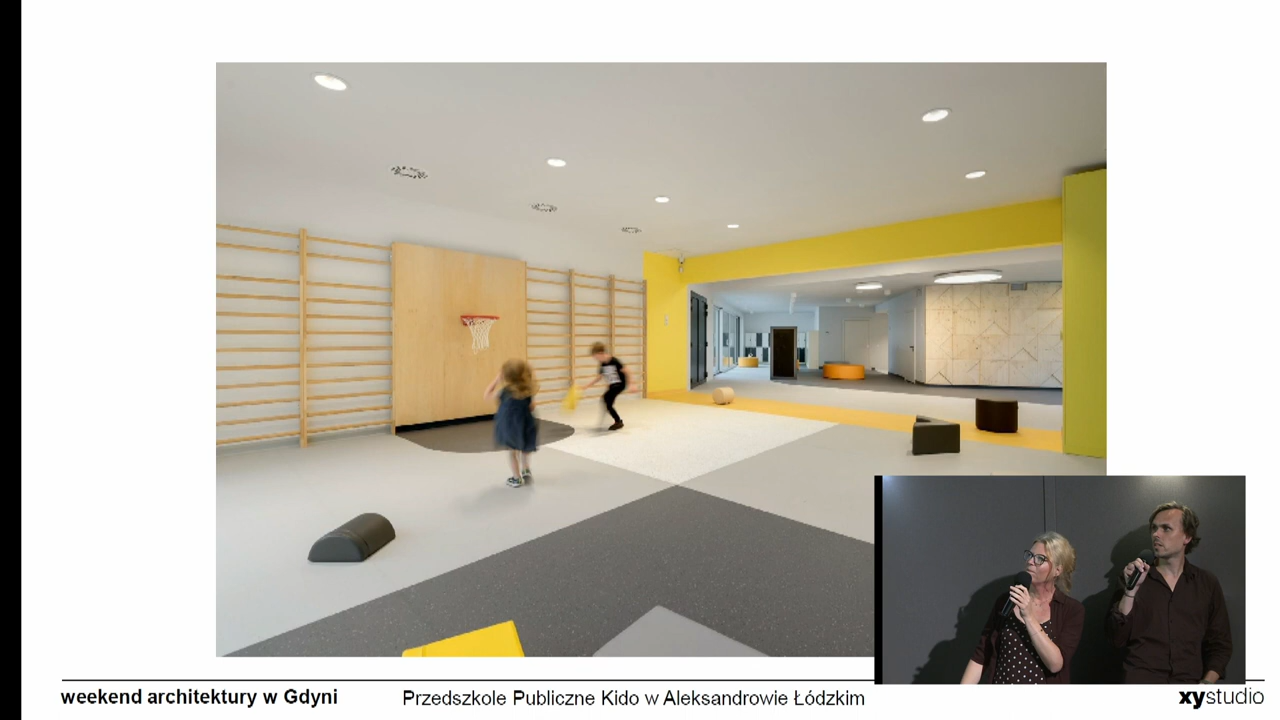 weekend architektury w Gdyni
Przedszkole Publiczne Kido w Aleksandrowie Łódzkim
xystudio